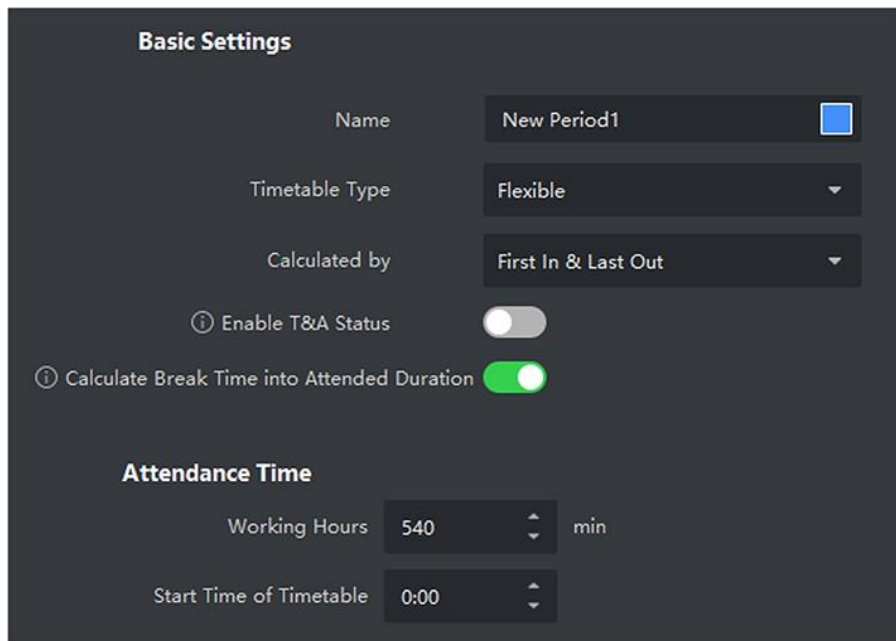 Basic Settings
Name New Period1
Timetable Type Flexible
Calculated by First In & Last Out
Enable T&A Status
Calculate Break Time into Attended Duration
Attendance Time
Working Hours 540 min
Start Time of Timetable 0:00